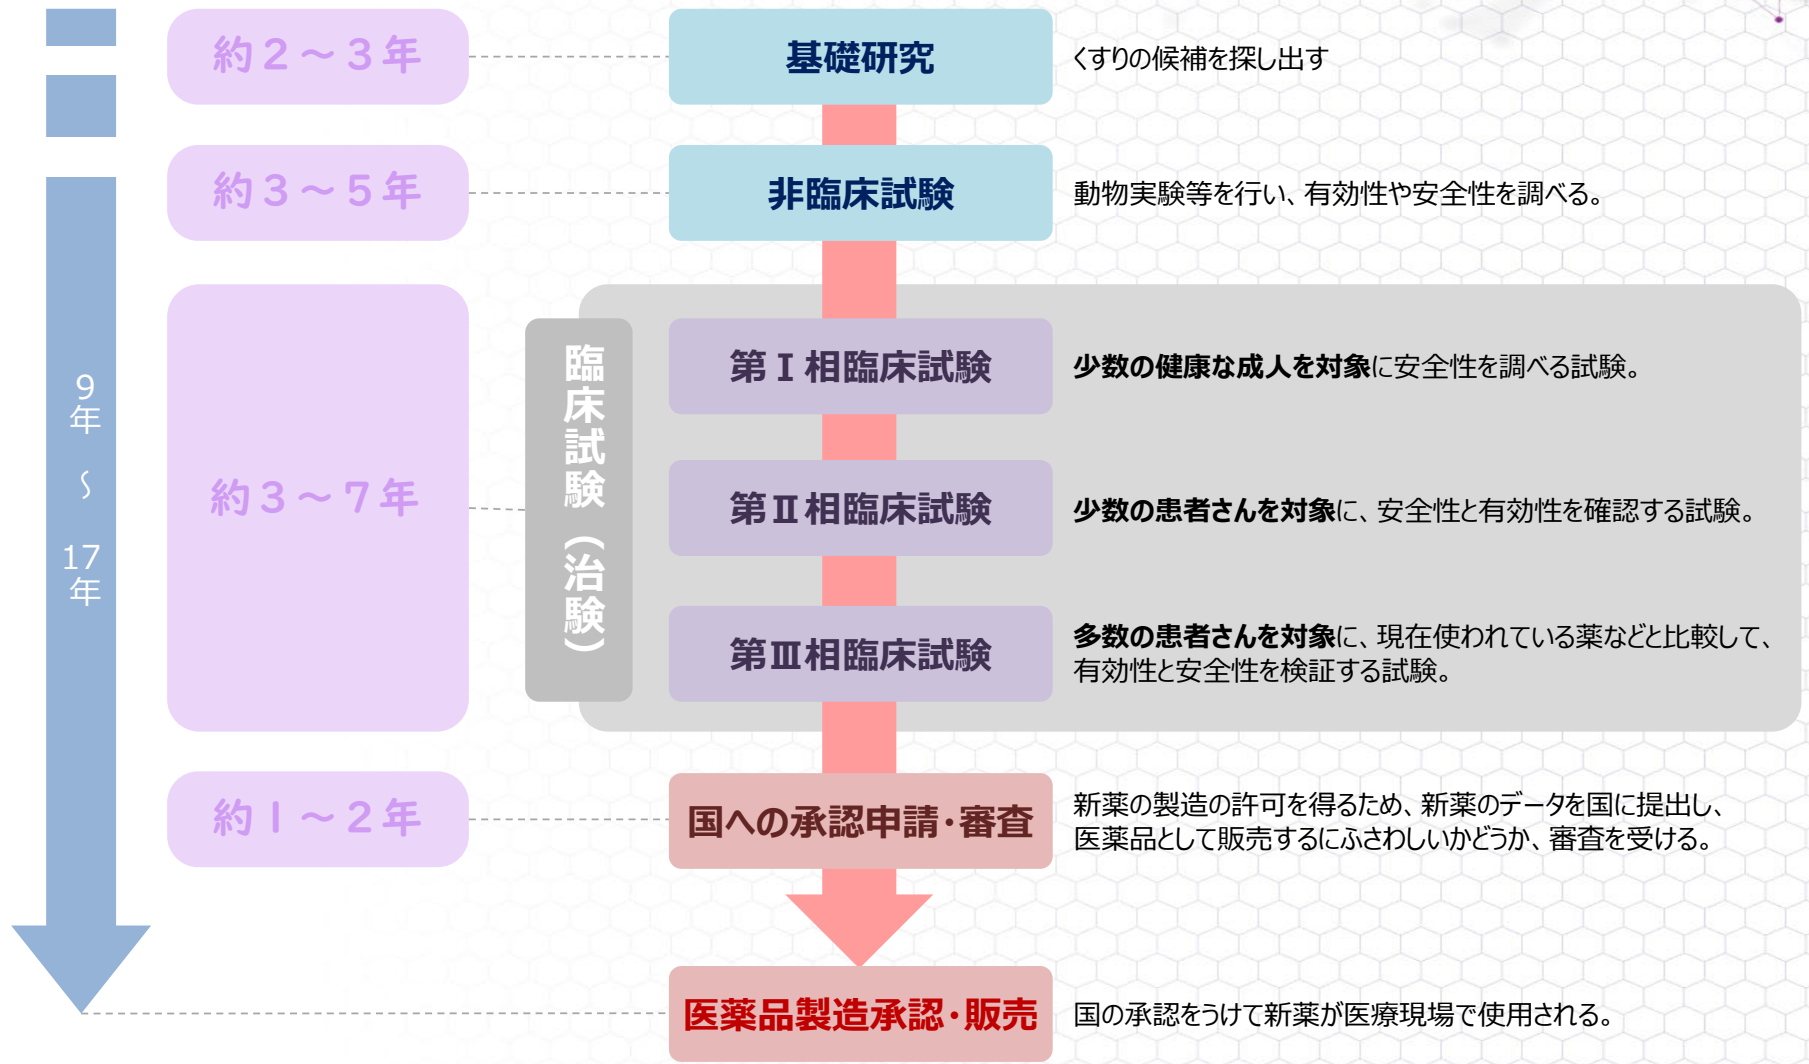 約2～3年
基礎研究
くすりの候補を探し出す
約3～5年
非臨床試験
動物実験等を行い、有効性や安全性を調べる。
9年
～
17年
約3～7年
臨床試験（治験）
第Ⅰ相臨床試験
少数の健康な成人を対象に安全性を調べる試験。
第Ⅱ相臨床試験
少数の患者さんを対象に、安全性と有効性を確認する試験。
第Ⅲ相臨床試験
多数の患者さんを対象に、現在使われている薬などと比較して、
有効性と安全性を検証する試験。
約1～2年
国への承認申請・審査
新薬の製造の許可を得るため、新薬のデータを国に提出し、
医薬品として販売するにふさわしいかどうか、審査を受ける。
医薬品製造承認・販売
国の承認をうけて新薬が医療現場で使用される。